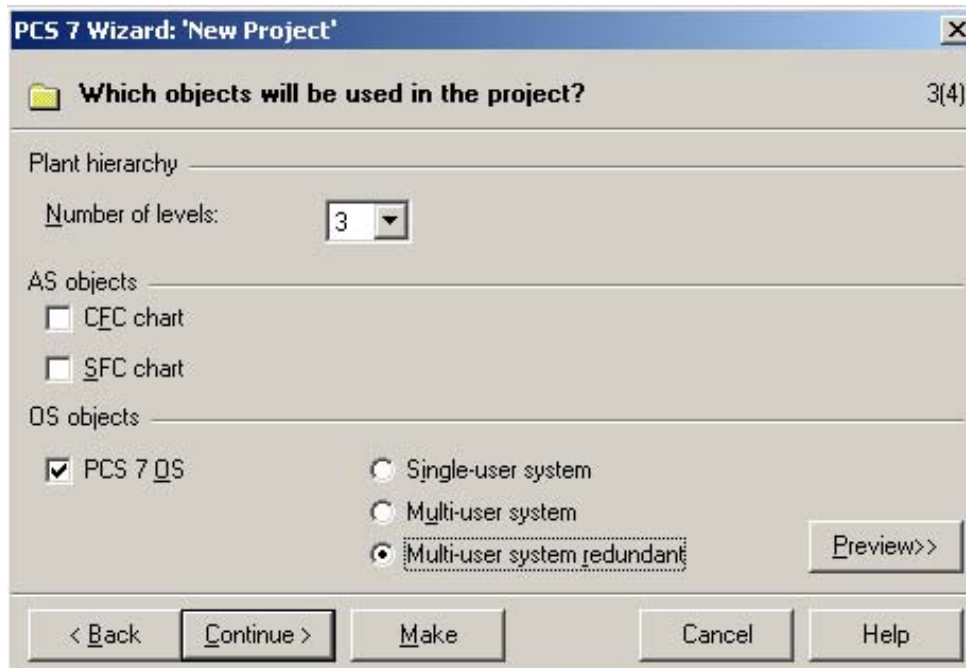 PCS 7 Wizard: 'New Project'
Which objects will be used in the project? 3(4)
Plant hierarchy
Number of levels: 3
AS objects
CFC chart
SFC chart
OS objects
PCS 7 OS
Single-user system
Multi-user system
Multi-user system redundant
Preview>>
< Back Continue > Make Cancel Help